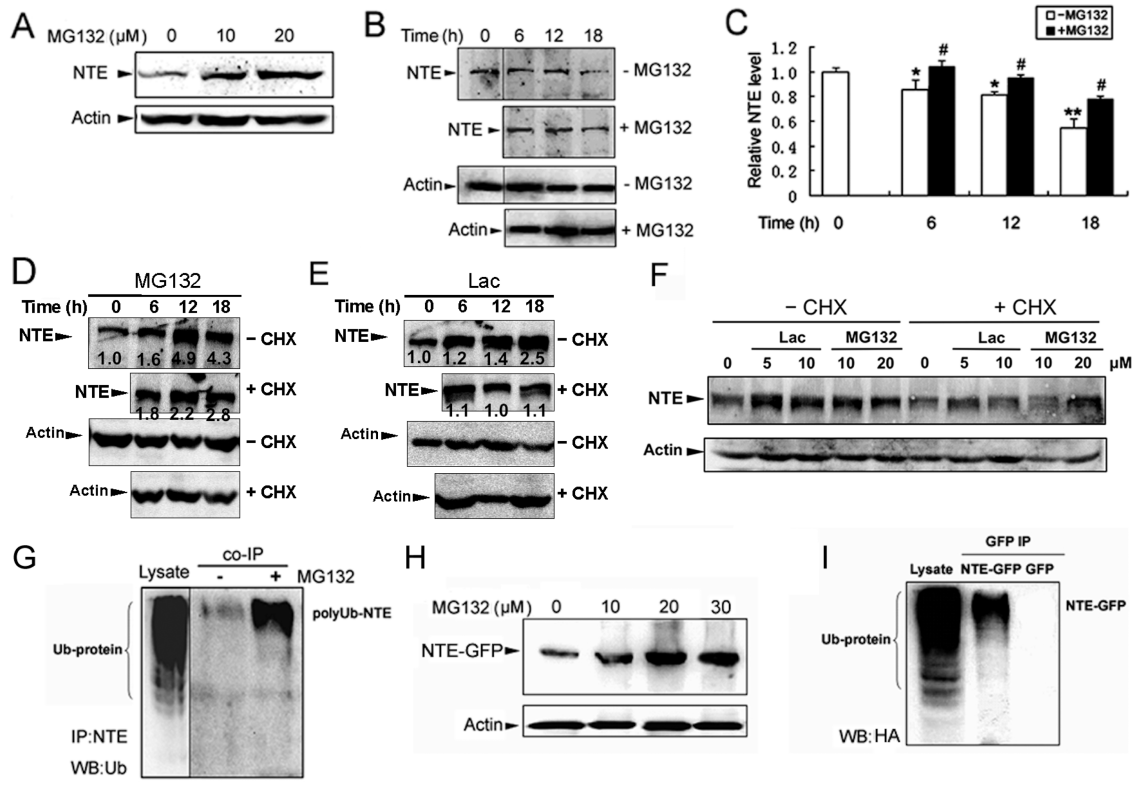 A
MG132 (µM) 0 10 20
NTE
Actin
B
Time (h) 0 6 12 18
NTE - MG132
NTE + MG132
Actin - MG132
Actin + MG132
C
-MG132
+MG132
Relative NTE level
1.2
1.0
0.8
0.6
0.4
0.2
0
* # * # ** #
Time (h) 0 6 12 18
D
MG132
Time (h) 0 6 12 18
NTE - CHX
1.0 1.6 4.9 4.3
NTE + CHX
1.8 2.2 2.8
Actin - CHX
Actin + CHX
E
Lac
Time (h) 0 6 12 18
NTE - CHX
1.0 1.2 1.4 2.5
NTE + CHX
1.1 1.0 1.1
Actin - CHX
Actin + CHX
F
- CHX + CHX
Lac MG132 Lac MG132
0 5 10 10 20 0 5 10 10 20 µM
NTE
Actin
G
co-IP
Lysate - + MG132
polyUb-NTE
Ub-protein
IP:NTE
WB:Ub
H
MG132 (µM) 0 10 20 30
NTE-GFP
Actin
I
GFP IP
Lysate NTE-GFP GFP
NTE-GFP
Ub-protein
WB:HA